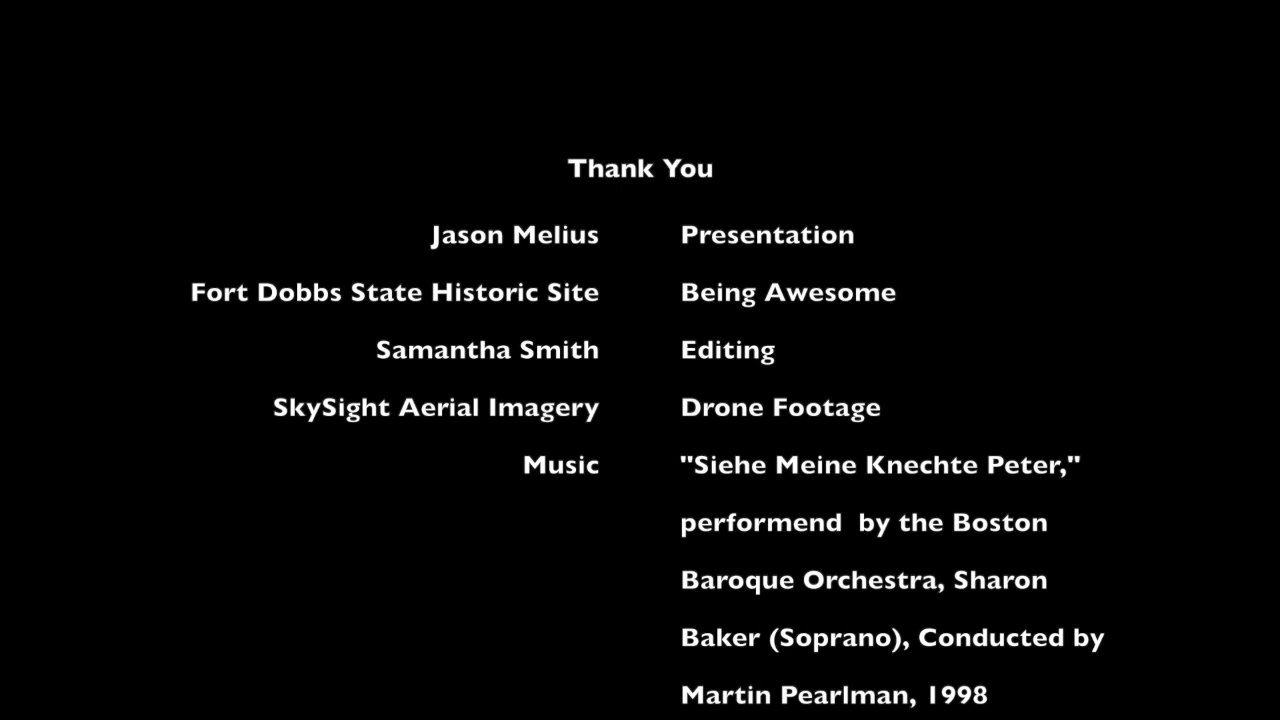 Thank You
Jason Melius Presentation
Fort Dobbs State Historic Site Being Awesome
Samantha Smith Editing
SkySight Aerial Imagery Drone Footage
Music "Siehe Meine Knechte Peter,"
performend by the Boston
Baroque Orchestra, Sharon
Baker (Soprano), Conducted by
Martin Pearlman, 1998